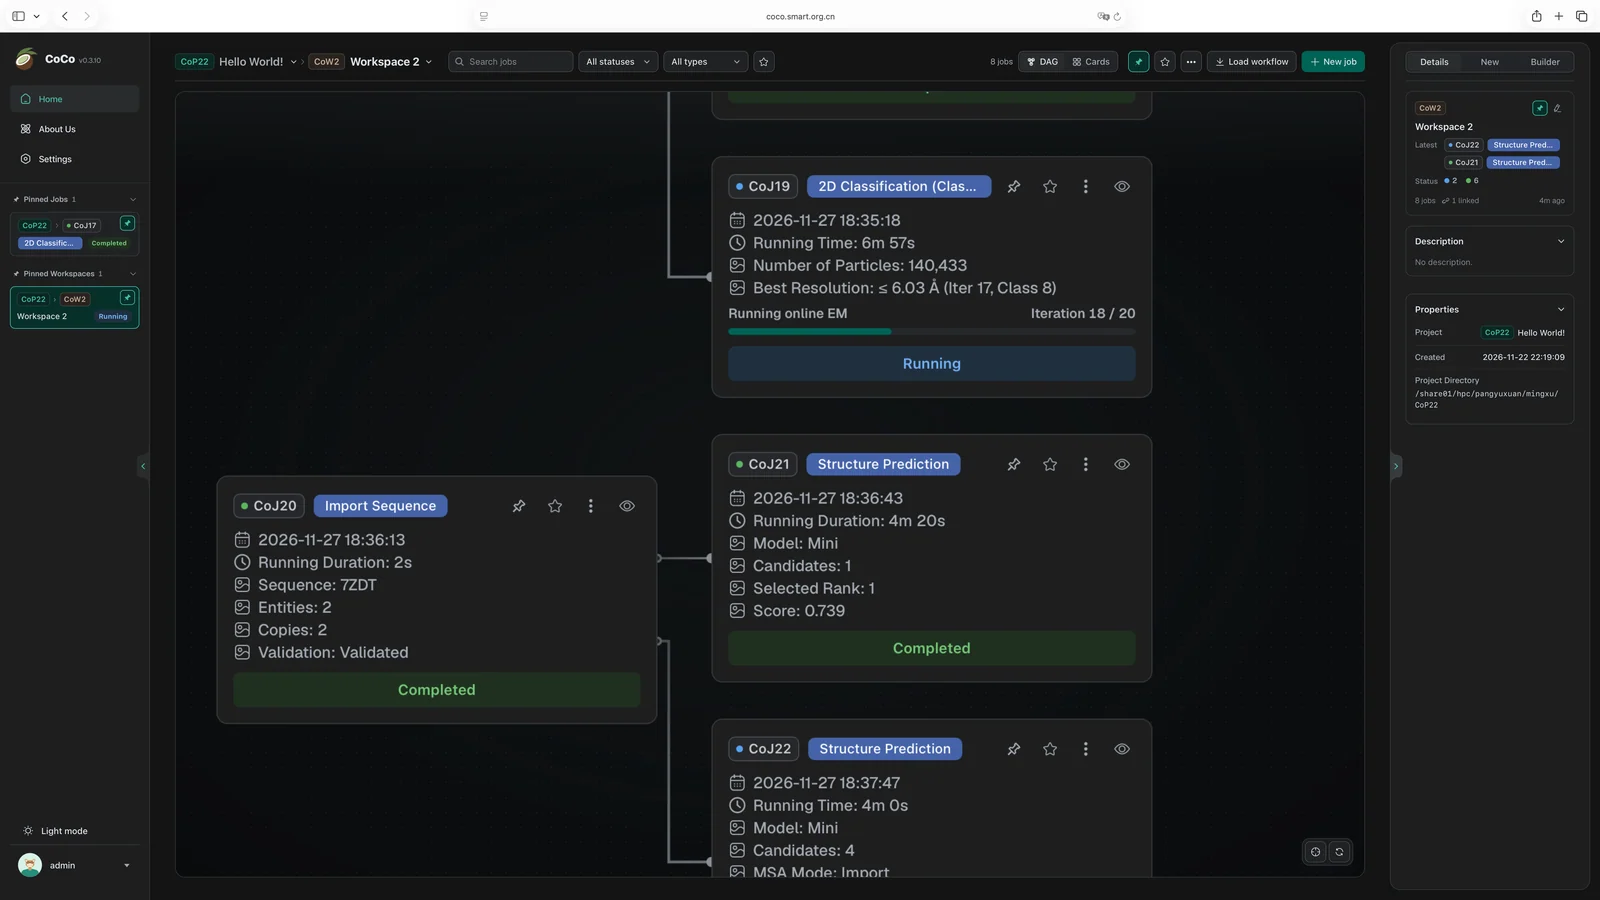 coco.smart.org.cn
CoCo v0.3.10
Home
About Us
Settings
Pinned Jobs 1
CoP22 › CoJ17
2D Classific... Completed
Pinned Workspaces 1
CoP22 › CoW2
Workspace 2 Running
Light mode
admin
CoP22 Hello World! › CoW2 Workspace 2
Search jobs
All statuses
All types
8 jobs
DAG
Cards
Load workflow
New job
CoJ19 2D Classification (Clas...
2026-11-27 18:35:18
Running Time: 6m 57s
Number of Particles: 140,433
Best Resolution: ≤ 6.03 Å (Iter 17, Class 8)
Running online EM Iteration 18 / 20
Running
CoJ20 Import Sequence
2026-11-27 18:36:13
Running Duration: 2s
Sequence: 7ZDT
Entities: 2
Copies: 2
Validation: Validated
Completed
CoJ21 Structure Prediction
2026-11-27 18:36:43
Running Duration: 4m 20s
Model: Mini
Candidates: 1
Selected Rank: 1
Score: 0.739
Completed
CoJ22 Structure Prediction
2026-11-27 18:37:47
Running Time: 4m 0s
Model: Mini
Candidates: 4
MSA Mode: Import
Details New Builder
CoW2
Workspace 2
Latest CoJ22 Structure Pred...
CoJ21 Structure Pred...
Status 2 6
8 jobs 1 linked 4m ago
Description
No description.
Properties
Project CoP22 Hello World!
Created 2026-11-22 22:19:09
Project Directory
/share01/hpc/pangyuxuan/mingxu/
CoP22